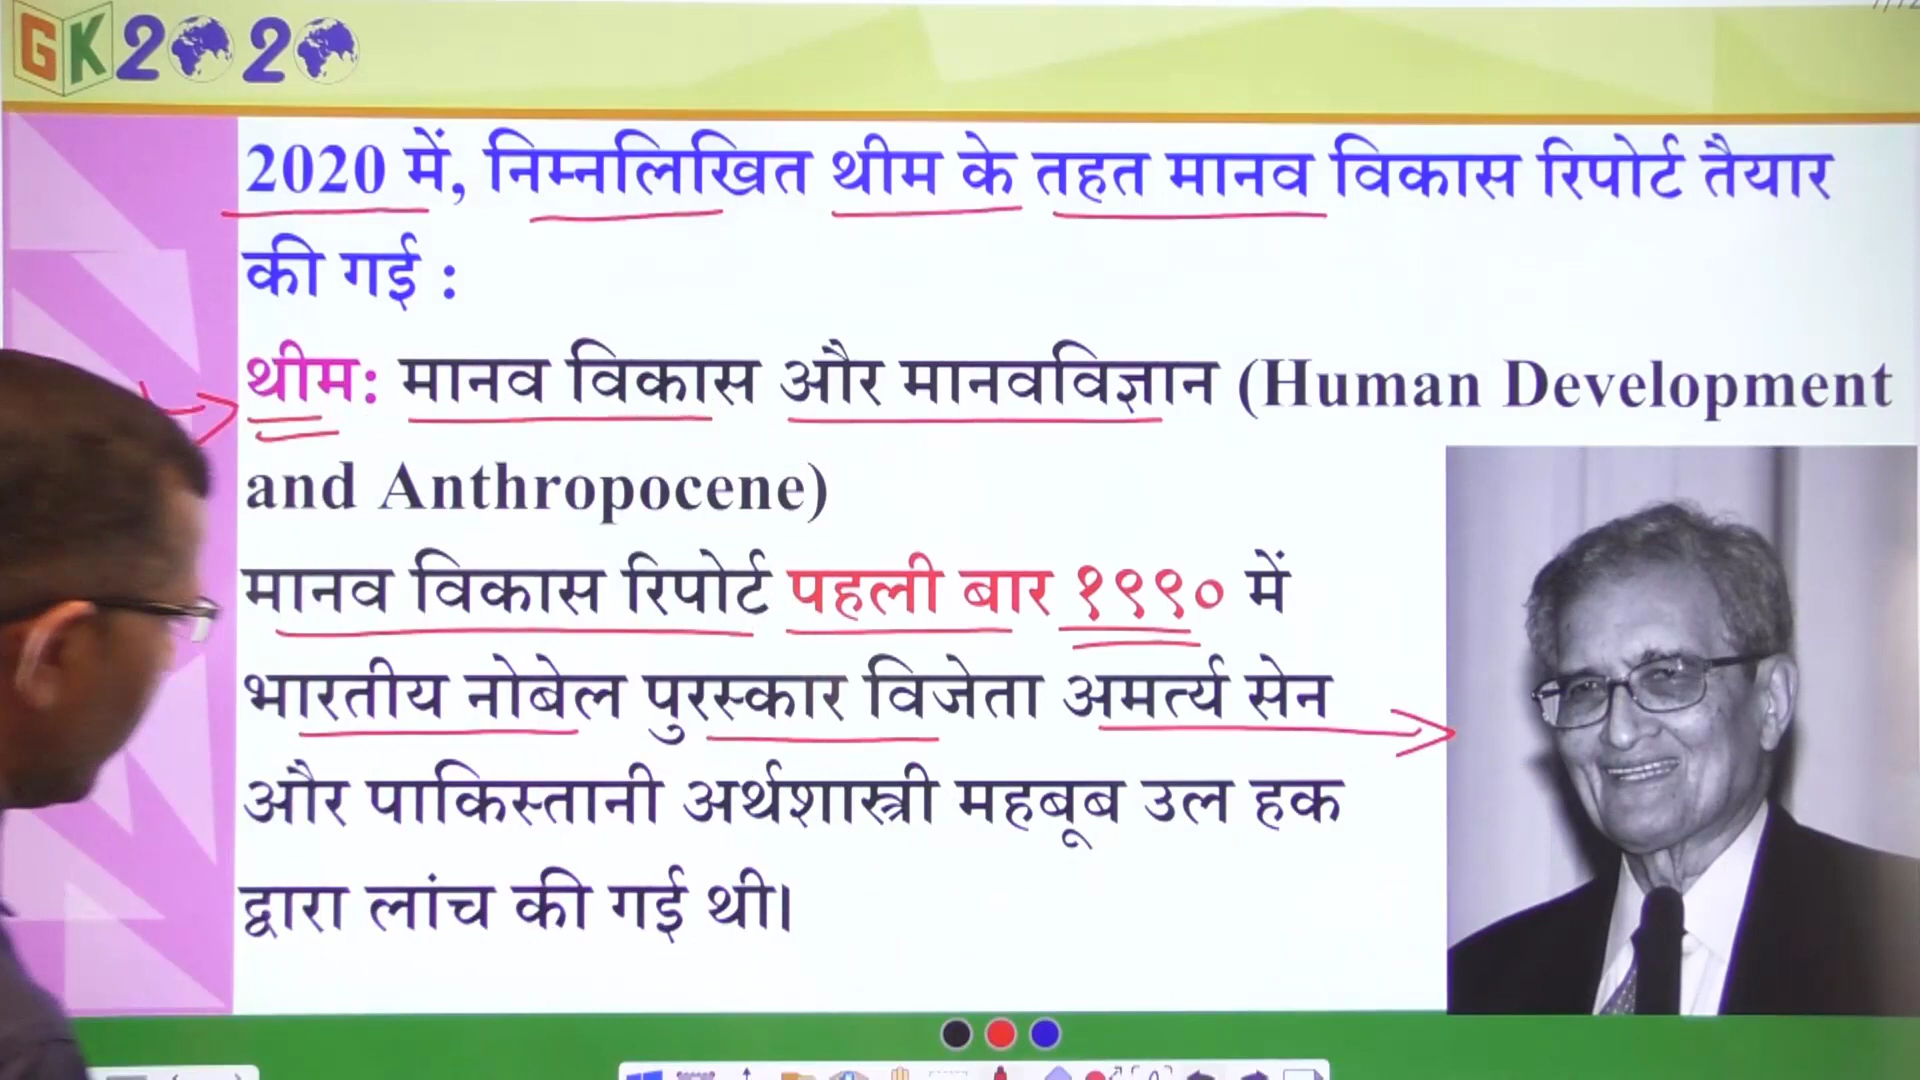 GK2020
2020 में, निम्नलिखित थीम के तहत मानव विकास रिपोर्ट तैयार
की गई :
थीम: मानव विकास और मानवविज्ञान (Human Development
and Anthropocene)
मानव विकास रिपोर्ट पहली बार १९९० में
भारतीय नोबेल पुरस्कार विजेता अमर्त्य सेन
और पाकिस्तानी अर्थशास्त्री महबूब उल हक
द्वारा लांच की गई थी।